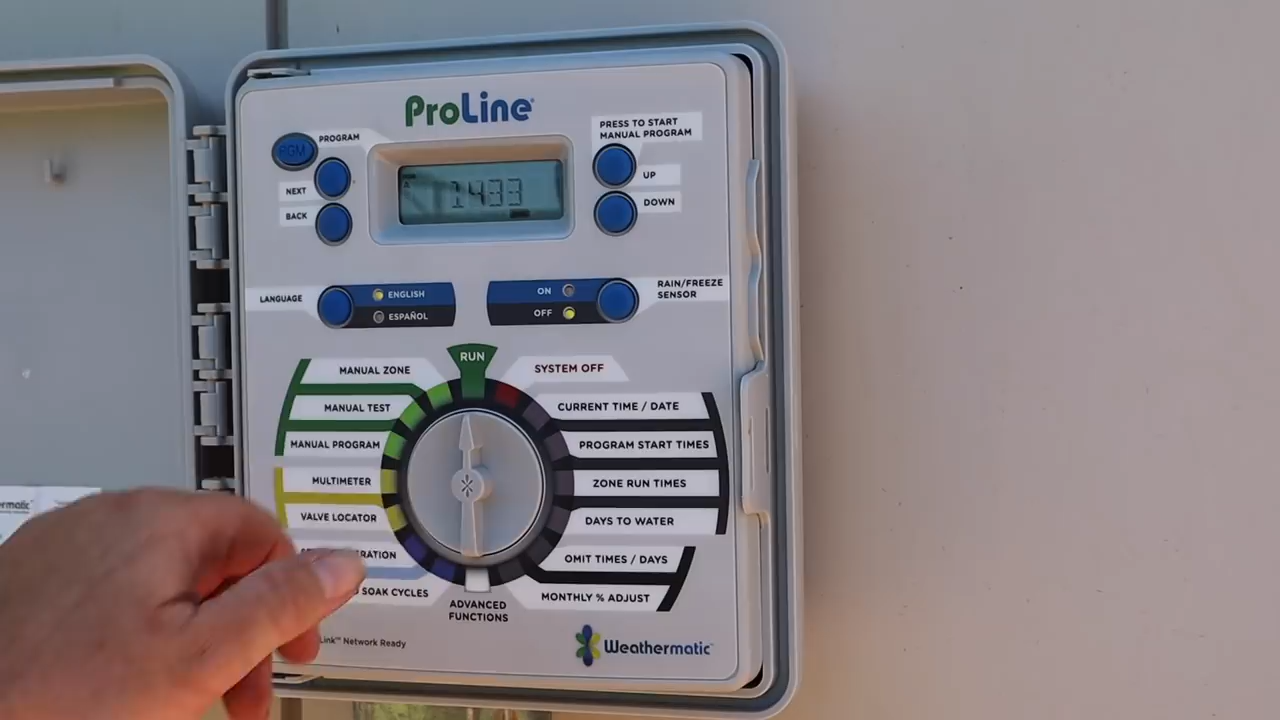 ProLine
PROGRAM
PGM
NEXT
BACK
PRESS TO START
MANUAL PROGRAM
UP
DOWN
LANGUAGE
ENGLISH
ESPAÑOL
ON
OFF
RAIN/FREEZE
SENSOR
RUN
MANUAL ZONE
MANUAL TEST
MANUAL PROGRAM
MULTIMETER
VALVE LOCATOR
SOAK CYCLES
ADVANCED
FUNCTIONS
SYSTEM OFF
CURRENT TIME / DATE
PROGRAM START TIMES
ZONE RUN TIMES
DAYS TO WATER
OMIT TIMES / DAYS
MONTHLY % ADJUST
Link™ Network Ready
Weathermatic